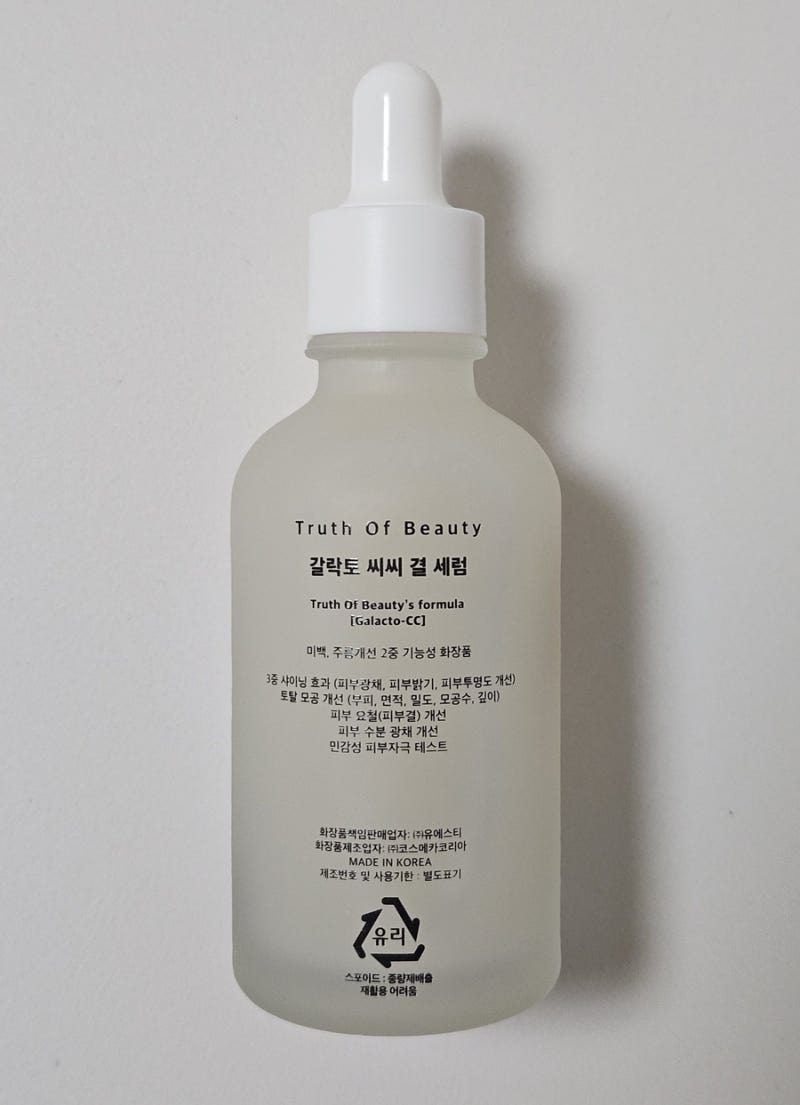 Truth Of Beauty
갈락토 씨씨 결 세럼
Truth Of Beauty's formula
[Galacto-CC]
미백, 주름개선 2중 기능성 화장품
3중 샤이닝 효과 (피부광채, 피부밝기, 피부투명도 개선)
토탈 모공 개선 (부피, 면적, 밀도, 모공수, 깊이)
피부 요철(피부결) 개선
피부 수분 광채 개선
민감성 피부자극 테스트
화장품책임판매업자: ㈜유에스티
화장품제조업자: ㈜코스메카코리아
MADE IN KOREA
제조번호 및 사용기한 : 별도표기
유리
스포이드 : 종량제배출
재활용 어려움